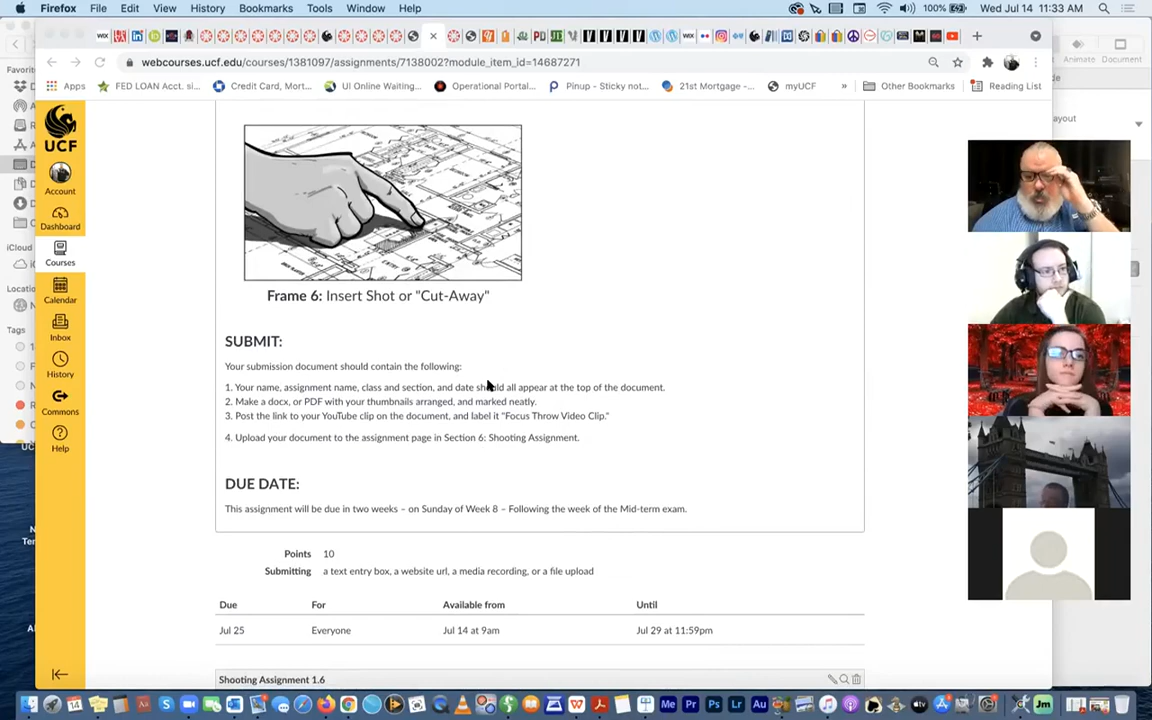 Firefox File Edit View History Bookmarks Tools Window Help 100% Wed Jul 14 11:33 AM
webcourses.ucf.edu/courses/1381097/assignments/7138002?module_item_id=14687271
Animate Document
Apps FED LOAN Acct. si... Credit Card, Mort... UI Online Waiting... Operational Portal... Pinup - Sticky not... 21st Mortgage -... myUCF » Other Bookmarks Reading List
Favorite
UCF
Account
Dashboard
Courses
iCloud
Calendar
Locatio
Inbox
Tags
History
Commons
Help
Frame 6: Insert Shot or "Cut-Away"
SUBMIT:
Your submission document should contain the following:
1. Your name, assignment name, class and section, and date should all appear at the top of the document.
2. Make a docx, or PDF with your thumbnails arranged, and marked neatly.
3. Post the link to your YouTube clip on the document, and label it "Focus Throw Video Clip."
4. Upload your document to the assignment page in Section 6: Shooting Assignment.
DUE DATE:
This assignment will be due in two weeks – on Sunday of Week 8 – Following the week of the Mid-term exam.
Points 10
Submitting a text entry box, a website url, a media recording, or a file upload
Due For Available from Until
Jul 25 Everyone Jul 14 at 9am Jul 29 at 11:59pm
Shooting Assignment 1.6